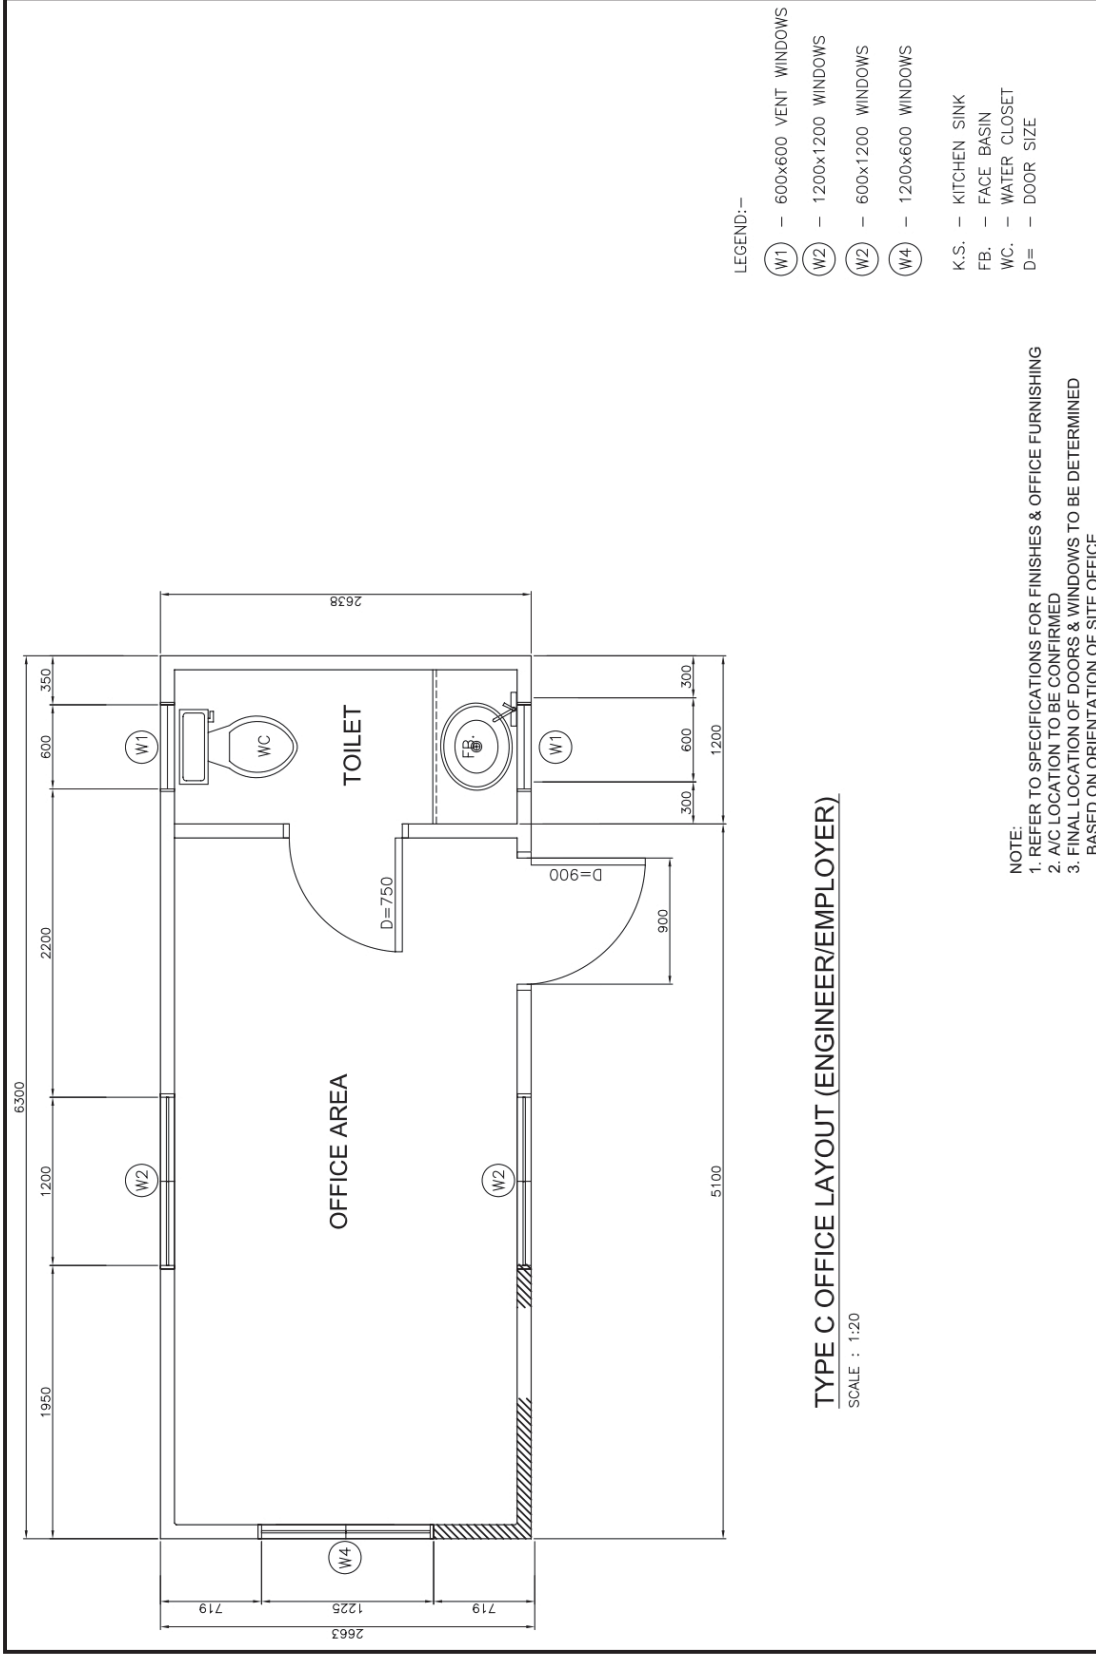 6300
1950
1200
2200
600
350
W2
W1
2638
WC
TOILET
FB.
D=750
OFFICE AREA
W4
719
1225
719
2663
W2
W1
D=900
900
300
600
300
5100
1200
TYPE C OFFICE LAYOUT (ENGINEER/EMPLOYER)
SCALE : 1:20
LEGEND:-
W1 - 600x600 VENT WINDOWS
W2 - 1200x1200 WINDOWS
W2 - 600x1200 WINDOWS
W4 - 1200x600 WINDOWS
K.S. - KITCHEN SINK
FB. - FACE BASIN
WC. - WATER CLOSET
D= - DOOR SIZE
NOTE:
1. REFER TO SPECIFICATIONS FOR FINISHES & OFFICE FURNISHING
2. A/C LOCATION TO BE CONFIRMED
3. FINAL LOCATION OF DOORS & WINDOWS TO BE DETERMINED
BASED ON ORIENTATION OF SITE OFFICE